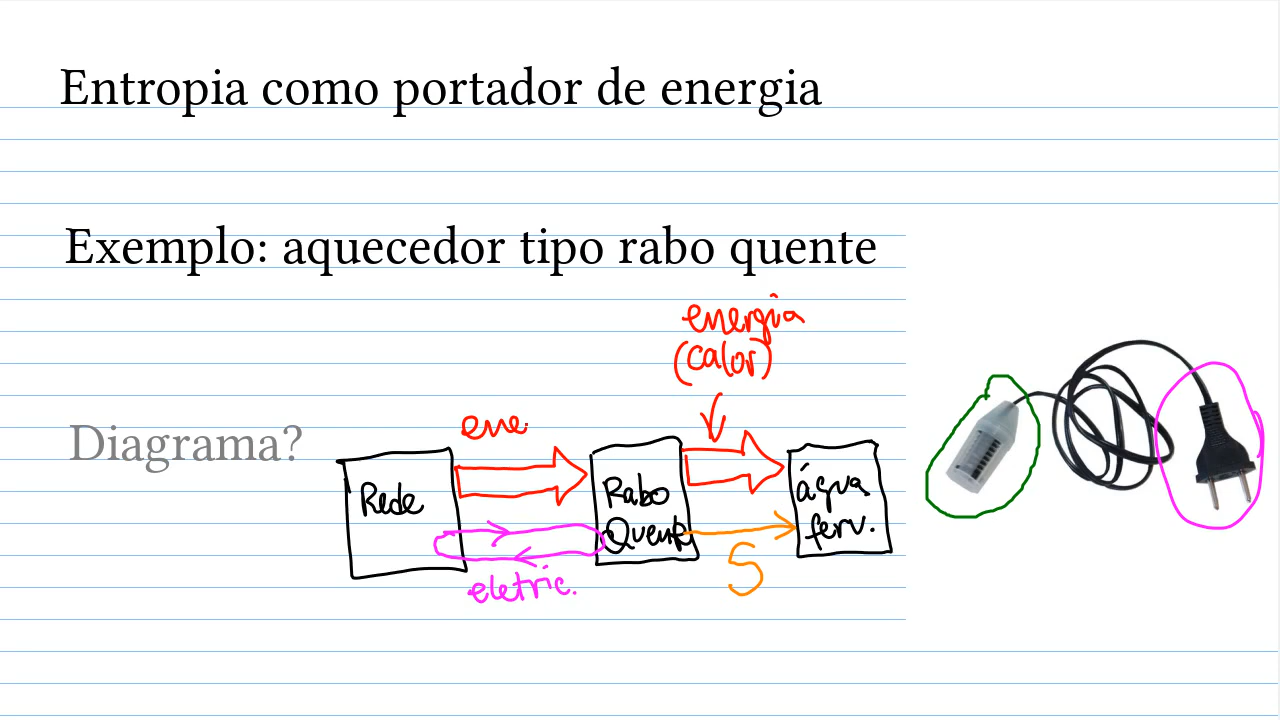 Entropia como portador de energia
Exemplo: aquecedor tipo rabo quente
energia
(calor)
Diagrama?
ene.
Rede
Rabo
Quente
água
ferv.
S
eletric.